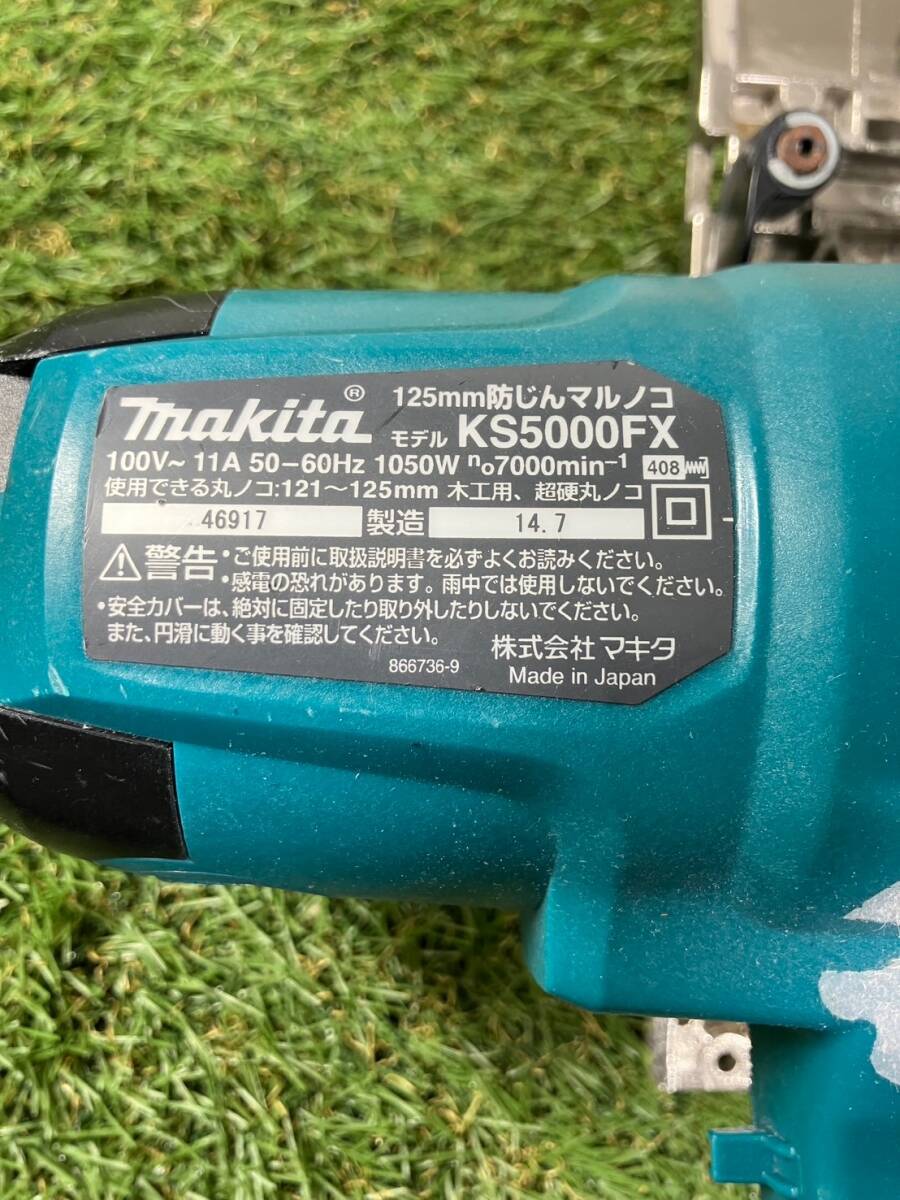 makita® 125mm防じんマルノコ
モデル KS5000FX
100V~ 11A 50-60Hz 1050W no7000min-1 408
使用できる丸ノコ:121～125mm 木工用、超硬丸ノコ
46917 製造 14.7
警告 •ご使用前に取扱説明書を必ずよくお読みください。
•感電の恐れがあります。雨中では使用しないでください。
•安全カバーは、絶対に固定したり取り外したりしないでください。
また、円滑に動く事を確認してください。
866736-9
株式会社 マキタ
Made in Japan